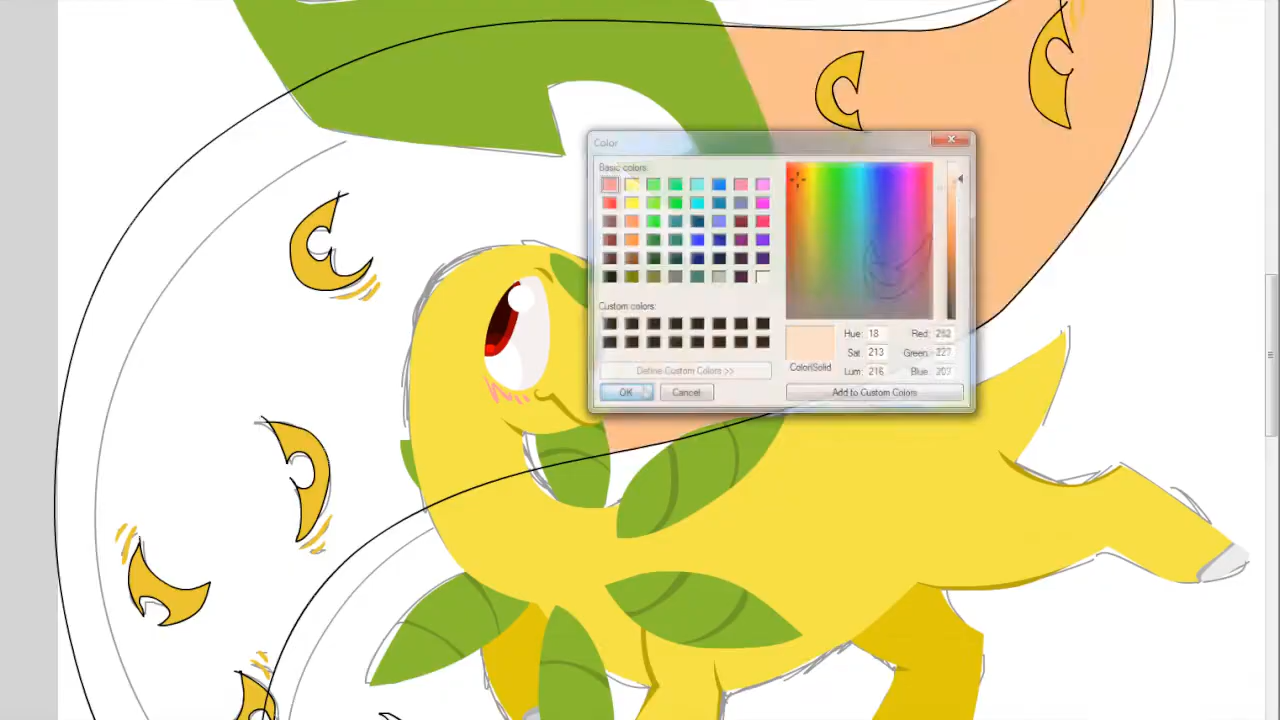 Color
Basic colors:
Custom colors:
Define Custom Colors >>
OK
Cancel
Color|Solid
Hue: 18
Sat: 213
Lum: 216
Red: 252
Green: 227
Blue:
Add to Custom Colors